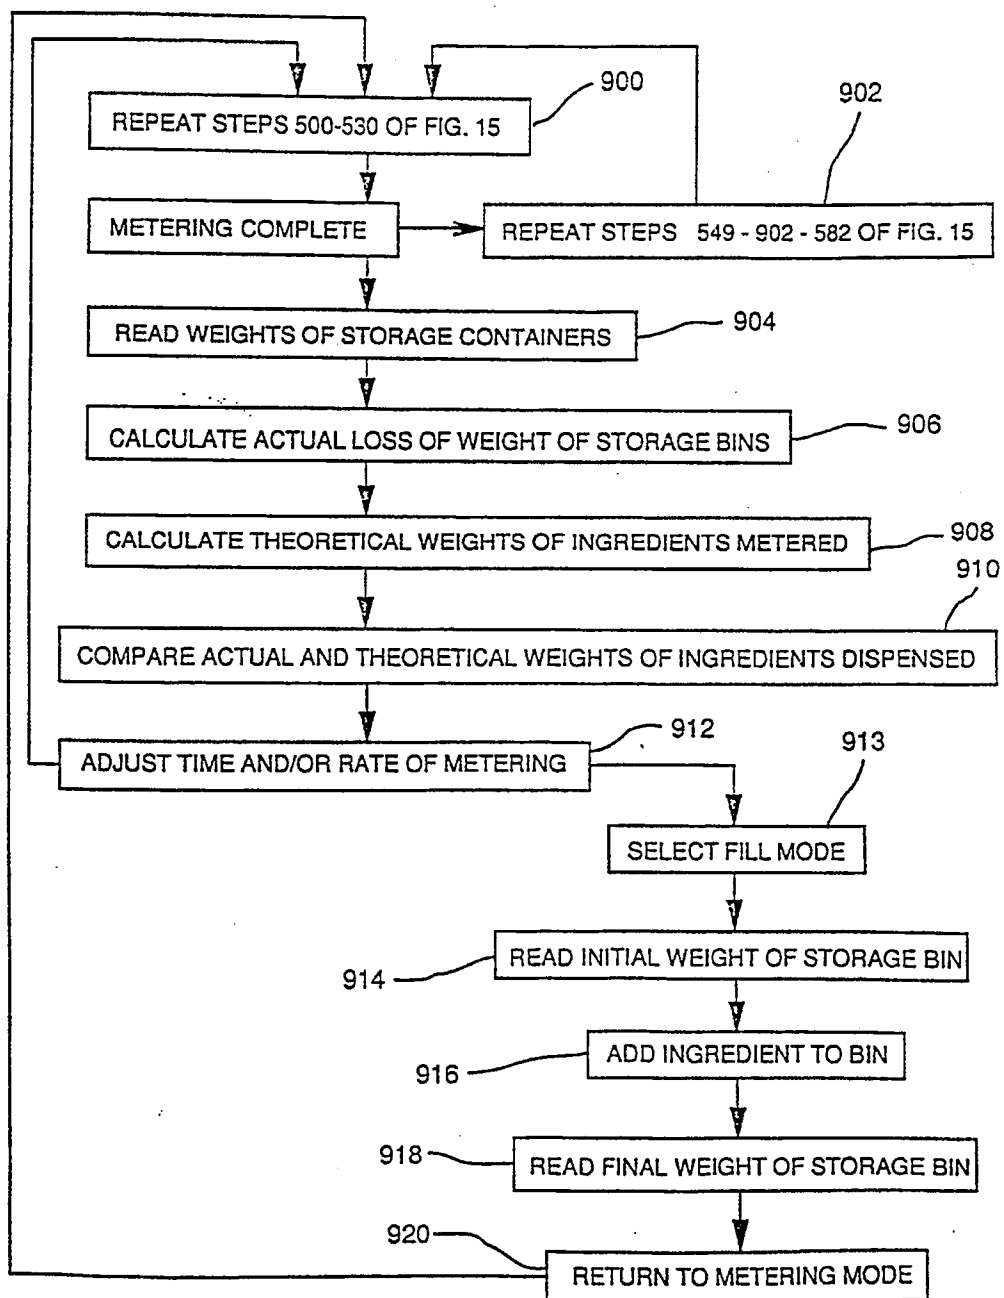 900
REPEAT STEPS 500-530 OF FIG. 15
902
METERING COMPLETE
REPEAT STEPS 549 - 902 - 582 OF FIG. 15
904
READ WEIGHTS OF STORAGE CONTAINERS
906
CALCULATE ACTUAL LOSS OF WEIGHT OF STORAGE BINS
908
CALCULATE THEORETICAL WEIGHTS OF INGREDIENTS METERED
910
COMPARE ACTUAL AND THEORETICAL WEIGHTS OF INGREDIENTS DISPENSED
912
ADJUST TIME AND/OR RATE OF METERING
913
SELECT FILL MODE
914
READ INITIAL WEIGHT OF STORAGE BIN
916
ADD INGREDIENT TO BIN
918
READ FINAL WEIGHT OF STORAGE BIN
920
RETURN TO METERING MODE